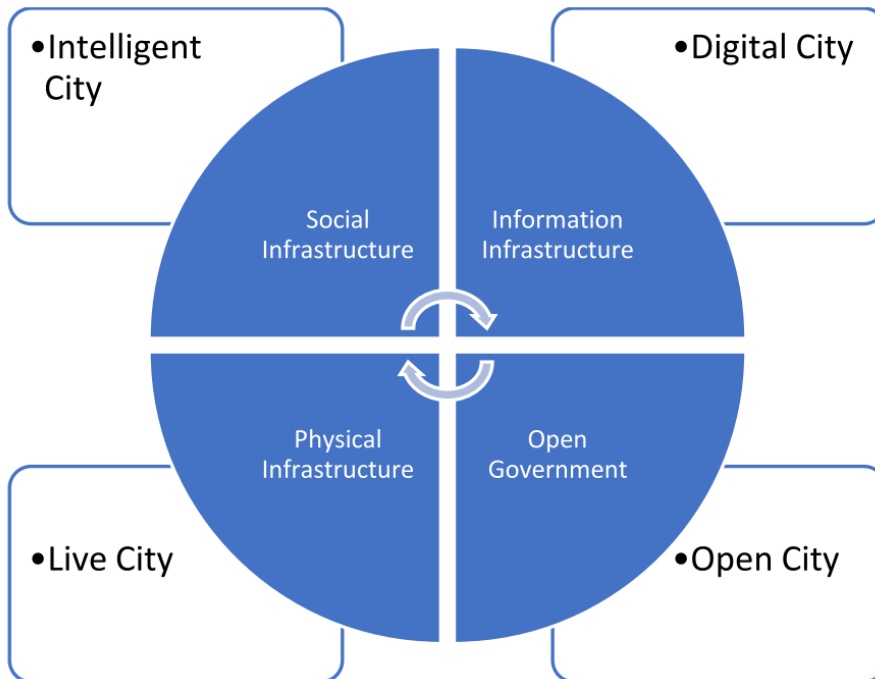 •Intelligent
City
•Digital City
Social
Infrastructure
Information
Infrastructure
Physical
Infrastructure
Open
Government
•Live City
•Open City